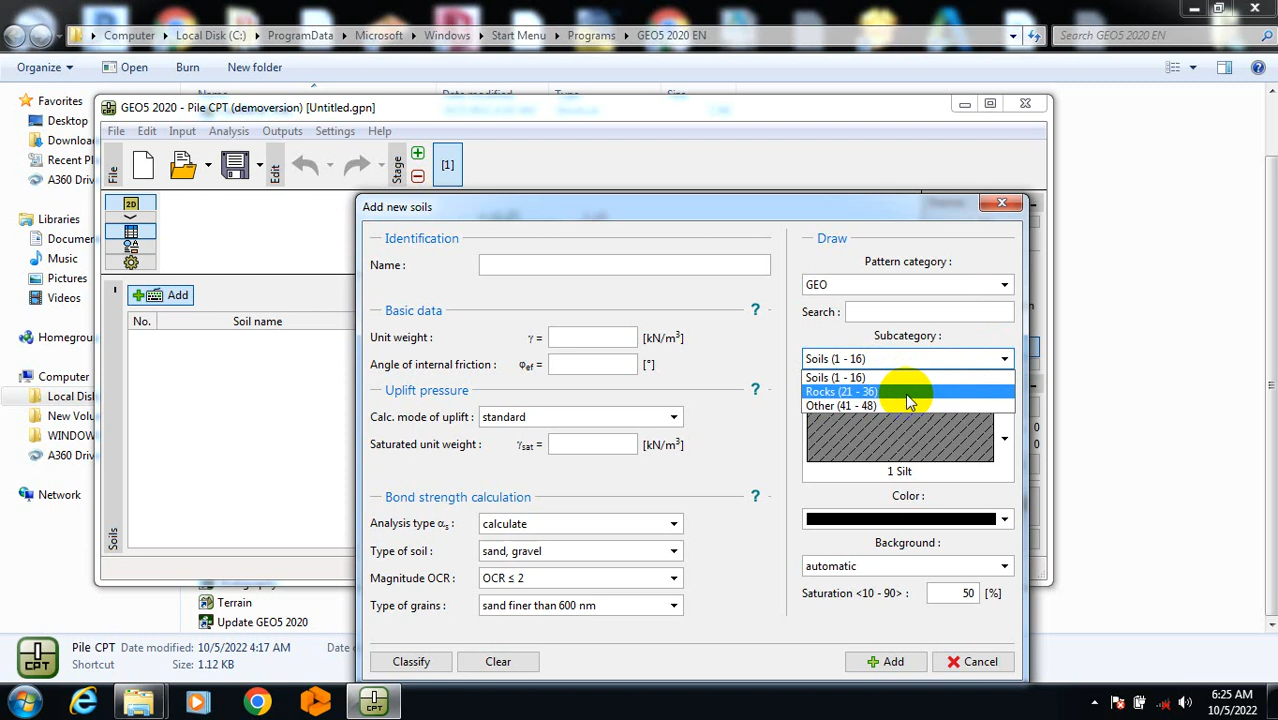 Computer Local Disk (C:) ProgramData Microsoft Windows Start Menu Programs GEO5 2020 EN Search GEO5 2020 EN
Organize Open Burn New folder
Favorites
Desktop
Recent
A360 Driv
Libraries
Music
Pictures
Videos
Computer
Local Disk
WINDOW
A360 Driv
Network
GEO5 2020 - Pile CPT (demoversion) [Untitled.gpn]
File Edit Input Analysis Outputs Settings Help
File Edit Stage [1]
2D
Add
No. Soil name
Soils
Add new soils
Identification
Name :
Basic data ?
Unit weight : γ = [kN/m³]
Angle of internal friction : φef = [°]
Uplift pressure ?
Calc. mode of uplift : standard
Saturated unit weight : γsat = [kN/m³]
Bond strength calculation ?
Analysis type αs : calculate
Type of soil : sand, gravel
Magnitude OCR : OCR ≤ 2
Type of grains : sand finer than 600 nm
Classify Clear Add Cancel
Draw
Pattern category :
GEO
Search :
Subcategory :
Soils (1 - 16)
Soils (1 - 16)
Rocks (21 - 36)
Other (41 - 48)
1 Silt
Color :
Background :
automatic
Saturation <10 - 90> : 50 [%]
Terrain
Update GEO5 2020
Pile CPT Date modified: 10/5/2022 4:17 AM
Shortcut Size: 1.12 KB
CPT
CPT
6:25 AM
10/5/2022